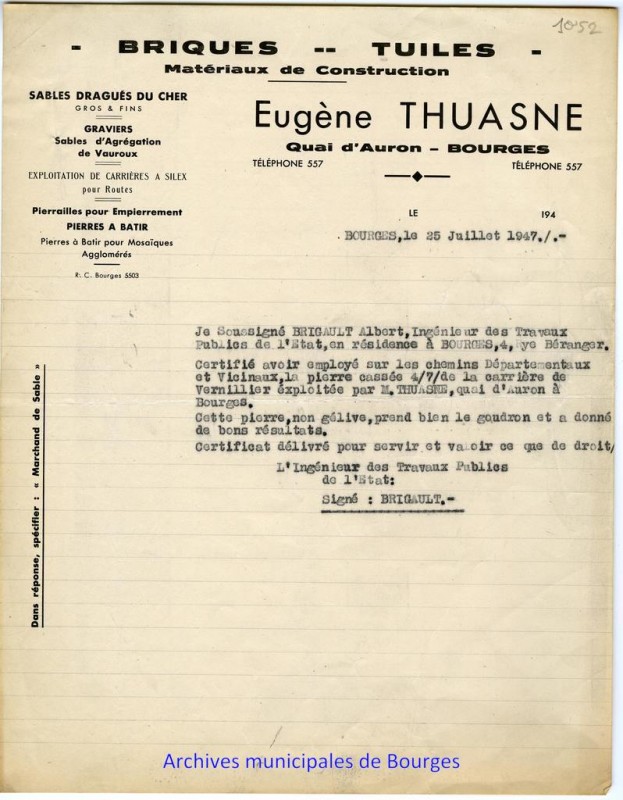 1052
- BRIQUES -- TUILES -
Matériaux de Construction
SABLES DRAGUÉS DU CHER
GROS & FINS
GRAVIERS
Sables d'Agrégation
de Vauroux
EXPLOITATION DE CARRIÈRES A SILEX
pour Routes
Pierrailles pour Empierrement
PIERRES A BATIR
Pierres à Batir pour Mosaïques
Agglomérés
R. C. Bourges 5503
Eugène THUASNE
Quai d'Auron - BOURGES
TÉLÉPHONE 557 TÉLÉPHONE 557
LE 194
BOURGES,le 25 Juillet 1947./.-
Je Soussigné BRIGAULT Albert,Ingénieur des Travaux
Publics de l'Etat,en résidence à BOURGES,4, rye Béranger.
Certifié avoir employé sur les chemins Départementaux
et Vicinaux,la pierre cassée 4/7/de la carrière de
Vernillier éxploitée par M.THUASNE,quai d'Auron à
Bourges.
Cette pierre,non gélive,prend bien le goudron et a donné
de bons résultats.
Certificat délivré pour servir et valoir ce que de droit/
L'Ingénieur des Travaux Publics
de l'Etat:
Signé : BRIGAULT.-
Dans réponse, spécifier : « Marchand de Sable »
Archives municipales de Bourges